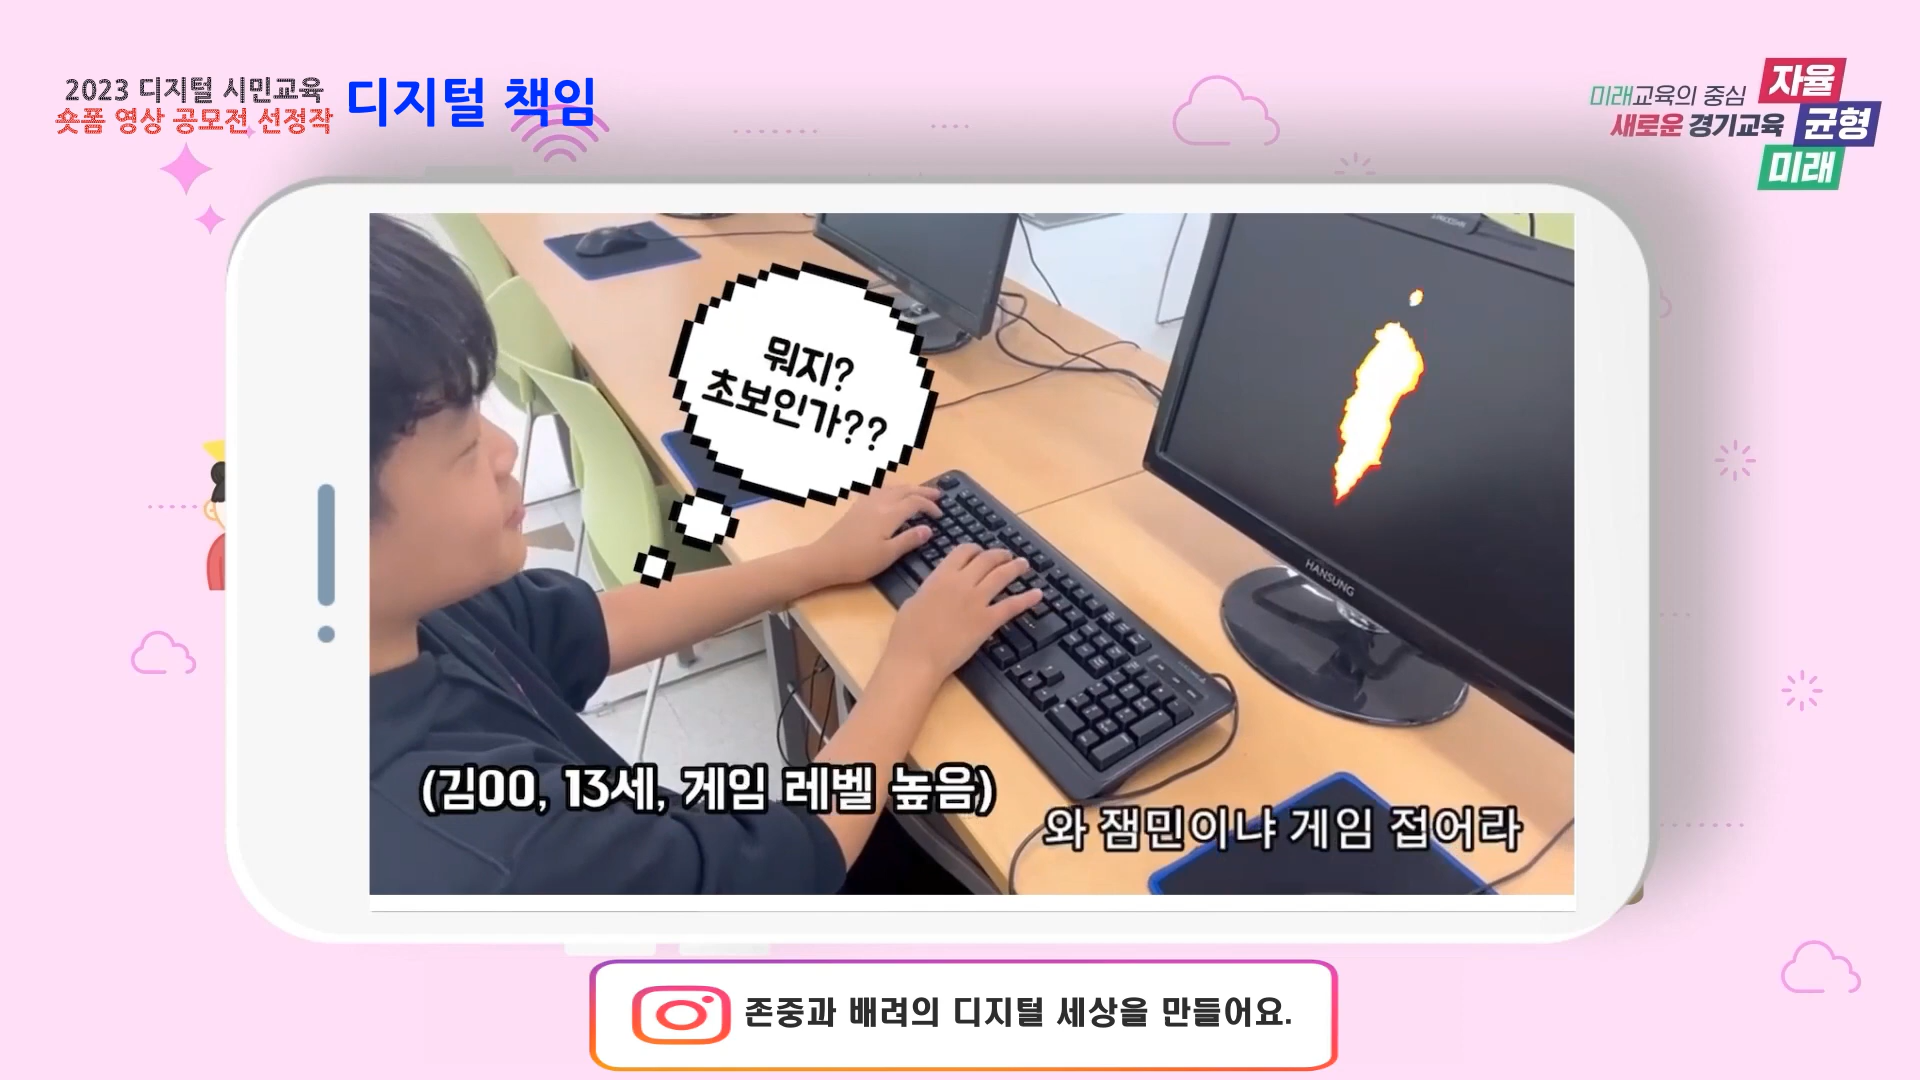 2023 디지털 시민교육
숏폼 영상 공모전 선정작
디지털 책임
미래교육의 중심
새로운 경기교육
자율
균형
미래
뭐지?
초보인가??
HANSUNG
(김00, 13세, 게임 레벨 높음)
와 잼민이냐 게임 접어라
존중과 배려의 디지털 세상을 만들어요.